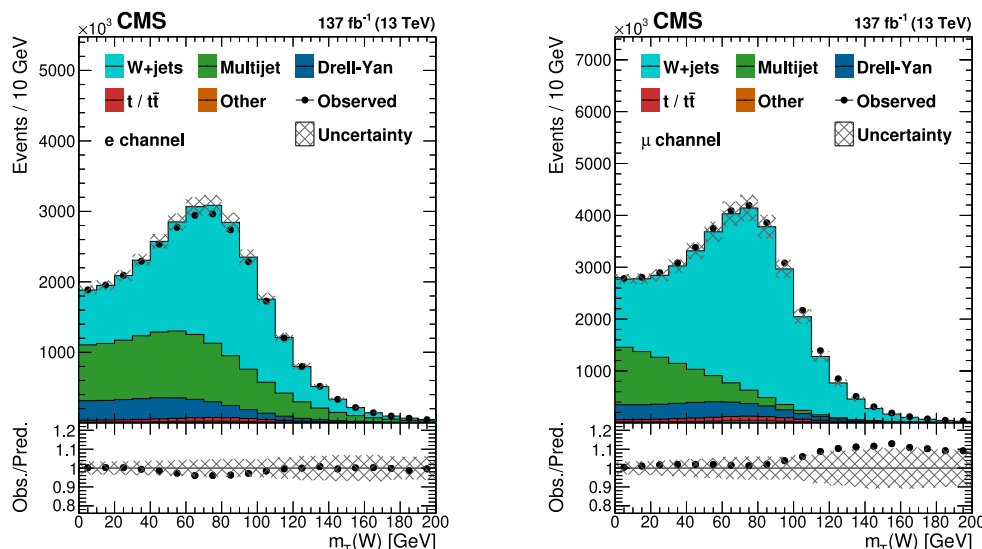 ×10³ CMS 137 fb⁻¹ (13 TeV)
Events / 10 GeV
5000
4000
3000
2000
1000
W+jets Multijet Drell-Yan
t / tt̄ Other Observed
e channel Uncertainty
Obs./Pred.
1.2
1.1
1
0.9
0.8
0 20 40 60 80 100 120 140 160 180 200
m_T(W) [GeV]
×10³ CMS 137 fb⁻¹ (13 TeV)
Events / 10 GeV
7000
6000
5000
4000
3000
2000
1000
W+jets Multijet Drell-Yan
t / tt̄ Other Observed
μ channel Uncertainty
Obs./Pred.
1.2
1.1
1
0.9
0.8
0 20 40 60 80 100 120 140 160 180 200
m_T(W) [GeV]